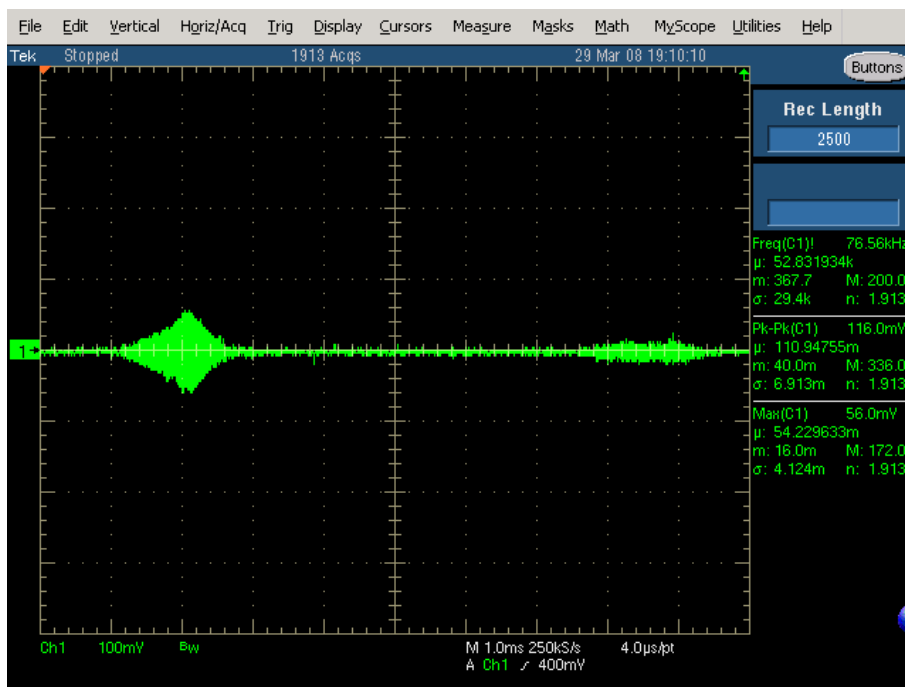 File Edit Vertical Horiz/Acq Trig Display Cursors Measure Masks Math MyScope Utilities Help
Tek Stopped 1913 Acqs 29 Mar 08 19:10:10
Buttons
Rec Length
2500
Freq(C1)! 76.56kHz
µ: 52.831934k
m: 367.7 M: 200.0
σ: 29.4k n: 1.913
Pk-Pk(C1) 116.0mV
µ: 110.94755m
m: 40.0m M: 336.0
σ: 6.913m n: 1.913
Max(C1) 56.0mV
µ: 54.229633m
m: 16.0m M: 172.0
σ: 4.124m n: 1.913
1
Ch1 100mV Bw M 1.0ms 250kS/s 4.0µs/pt
A Ch1 400mV